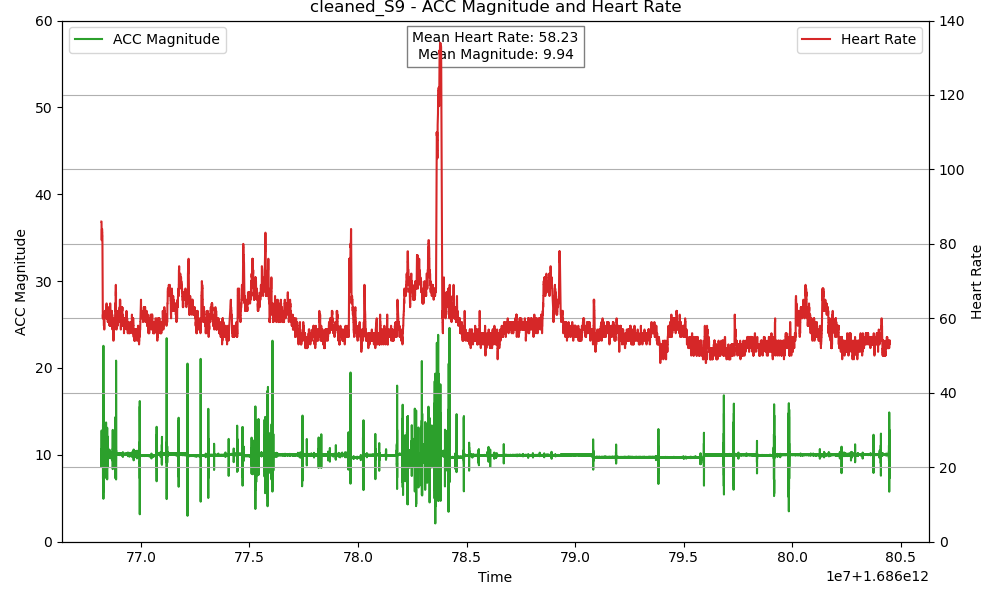 cleaned_S9 - ACC Magnitude and Heart Rate
ACC Magnitude
Mean Heart Rate: 58.23
Mean Magnitude: 9.94
Heart Rate
60
50
40
30
20
10
0
ACC Magnitude
140
120
100
80
60
40
20
0
Heart Rate
77.0 77.5 78.0 78.5 79.0 79.5 80.0 80.5
Time
1e7+1.686e12